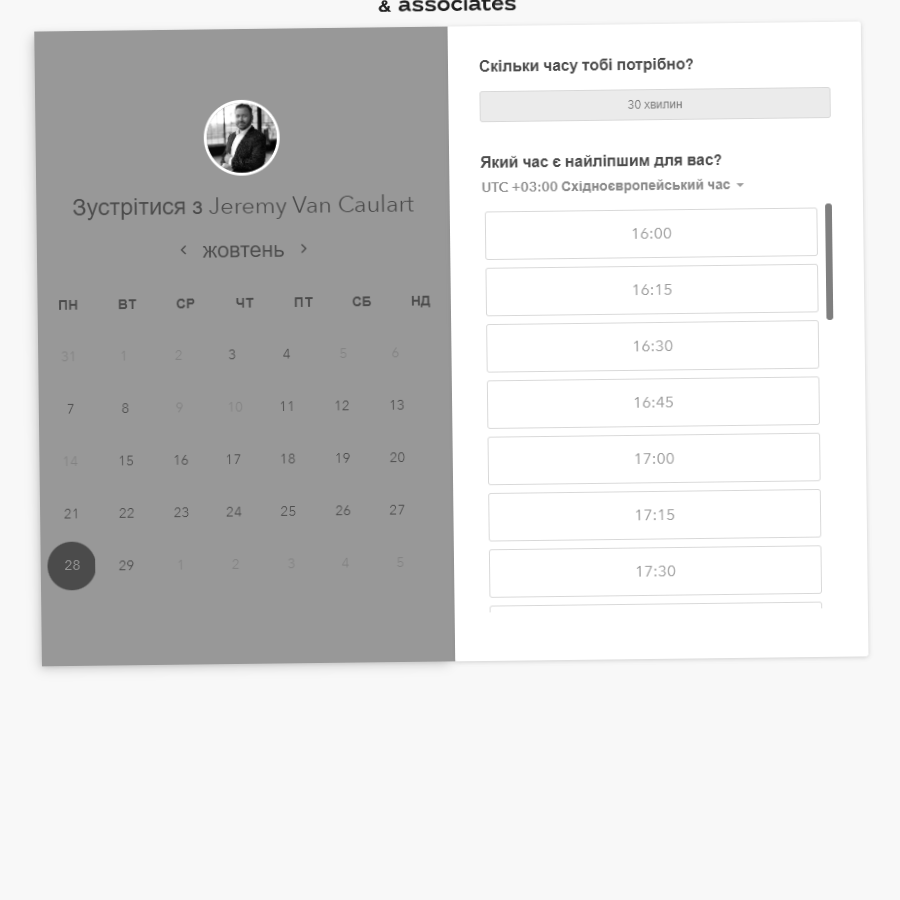 & associates
Зустрітися з Jeremy Van Caulart
жовтень
ПН ВТ СР ЧТ ПТ СБ НД
31 1 2 3 4 5 6
7 8 9 10 11 12 13
14 15 16 17 18 19 20
21 22 23 24 25 26 27
28 29 1 2 3 4 5
Скільки часу тобі потрібно?
30 хвилин
Який час є найліпшим для вас?
UTC +03:00 Східноєвропейський час
16:00
16:15
16:30
16:45
17:00
17:15
17:30